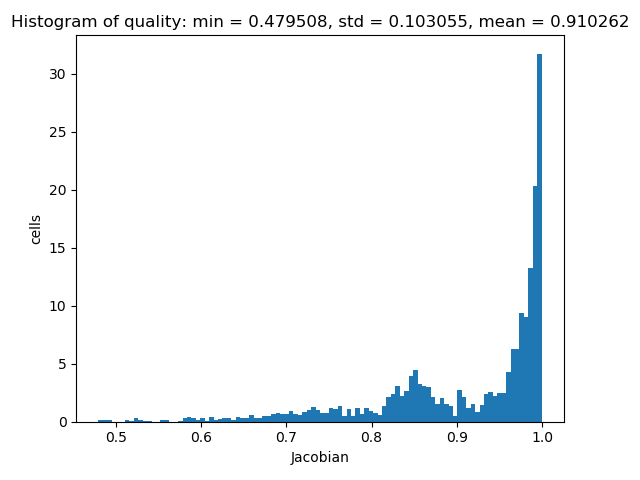 Histogram of quality: min = 0.479508, std = 0.103055, mean = 0.910262
30
25
20
15
10
5
0
cells
0.5 0.6 0.7 0.8 0.9 1.0
Jacobian